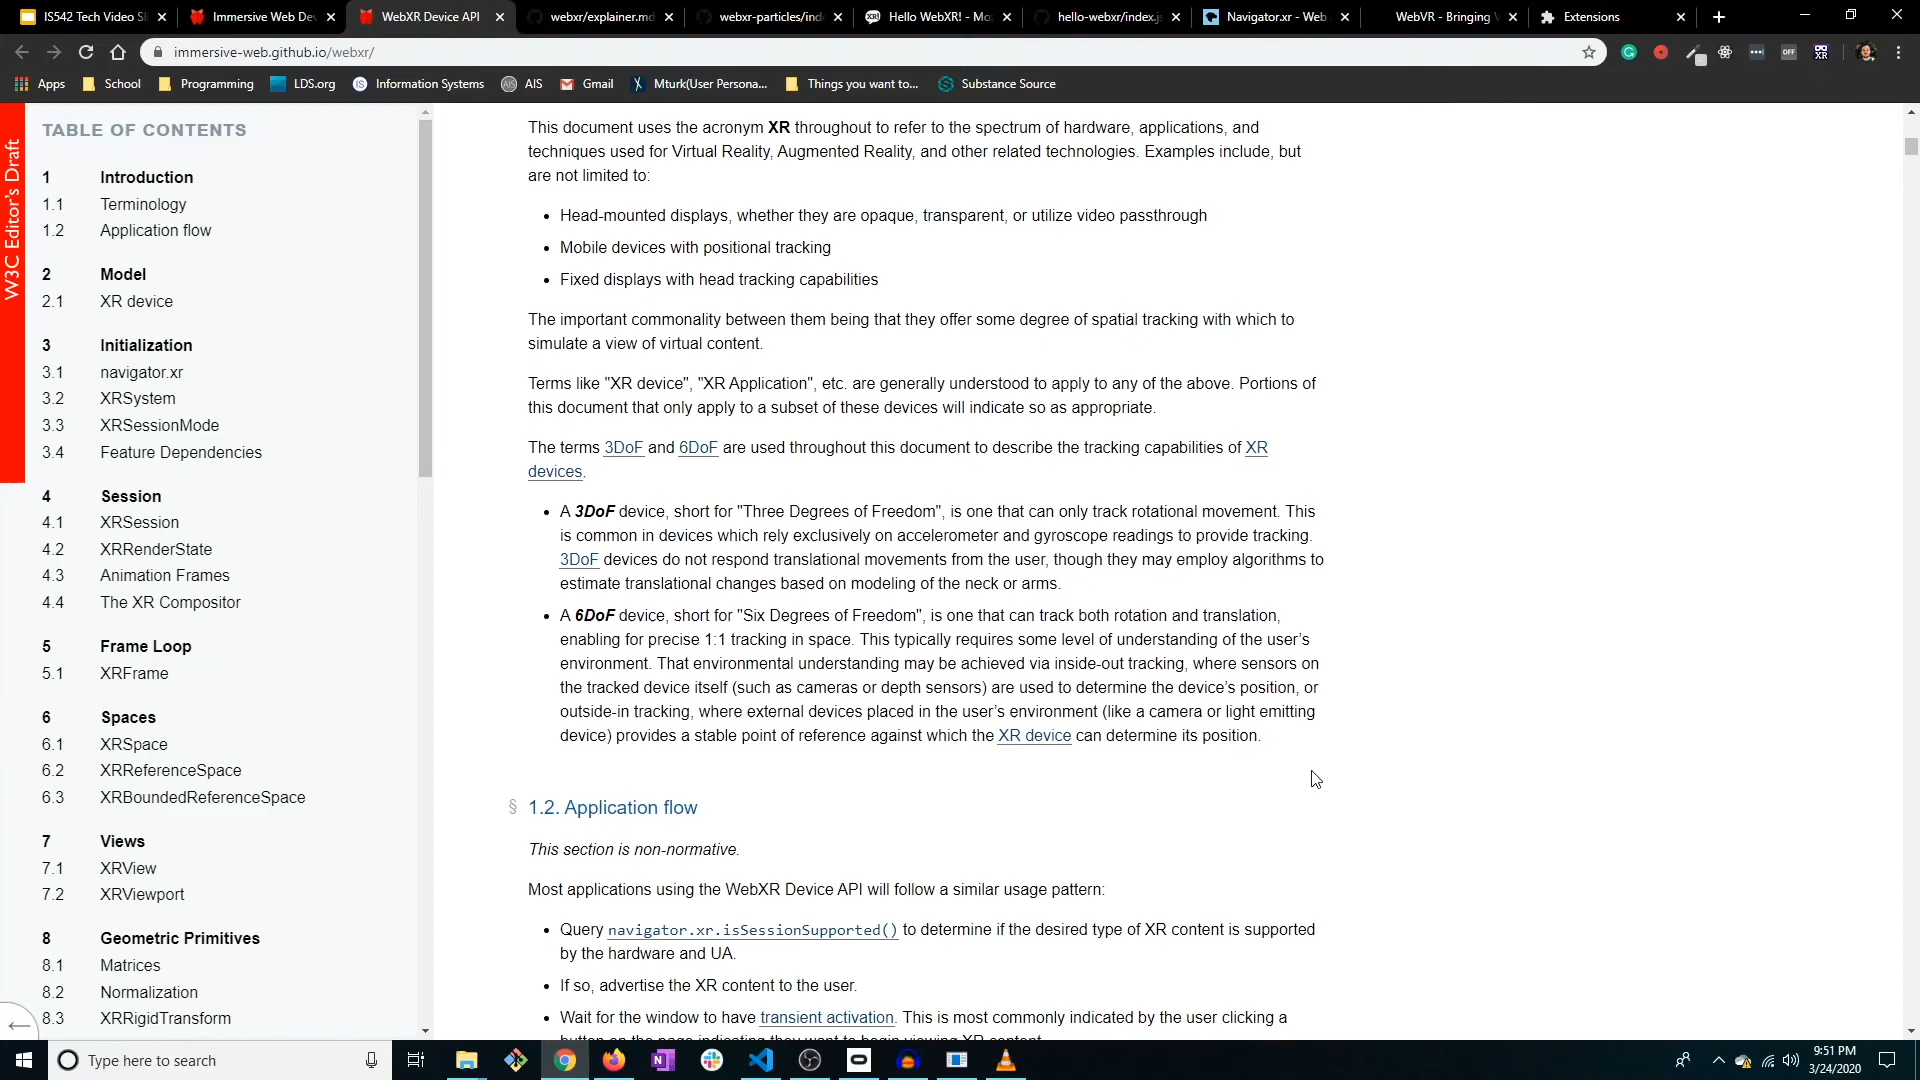 IS542 Tech Video Sl
Immersive Web Dev
WebXR Device API
webxr/explainer.md
webxr-particles/ind
Hello WebXR! - Mo
hello-webxr/index.js
Navigator.xr - Web
WebVR - Bringing V
Extensions
immersive-web.github.io/webxr/
Apps
School
Programming
LDS.org
Information Systems
AIS
Gmail
Mturk(User Persona...
Things you want to...
Substance Source
W3C Editor's Draft
TABLE OF CONTENTS
1 Introduction
1.1 Terminology
1.2 Application flow
2 Model
2.1 XR device
3 Initialization
3.1 navigator.xr
3.2 XRSystem
3.3 XRSessionMode
3.4 Feature Dependencies
4 Session
4.1 XRSession
4.2 XRRenderState
4.3 Animation Frames
4.4 The XR Compositor
5 Frame Loop
5.1 XRFrame
6 Spaces
6.1 XRSpace
6.2 XRReferenceSpace
6.3 XRBoundedReferenceSpace
7 Views
7.1 XRView
7.2 XRViewport
8 Geometric Primitives
8.1 Matrices
8.2 Normalization
8.3 XRRigidTransform
This document uses the acronym XR throughout to refer to the spectrum of hardware, applications, and
techniques used for Virtual Reality, Augmented Reality, and other related technologies. Examples include, but
are not limited to:
• Head-mounted displays, whether they are opaque, transparent, or utilize video passthrough
• Mobile devices with positional tracking
• Fixed displays with head tracking capabilities
The important commonality between them being that they offer some degree of spatial tracking with which to
simulate a view of virtual content.
Terms like "XR device", "XR Application", etc. are generally understood to apply to any of the above. Portions of
this document that only apply to a subset of these devices will indicate so as appropriate.
The terms 3DoF and 6DoF are used throughout this document to describe the tracking capabilities of XR
devices.
• A 3DoF device, short for "Three Degrees of Freedom", is one that can only track rotational movement. This
is common in devices which rely exclusively on accelerometer and gyroscope readings to provide tracking.
3DoF devices do not respond translational movements from the user, though they may employ algorithms to
estimate translational changes based on modeling of the neck or arms.
• A 6DoF device, short for "Six Degrees of Freedom", is one that can track both rotation and translation,
enabling for precise 1:1 tracking in space. This typically requires some level of understanding of the user's
environment. That environmental understanding may be achieved via inside-out tracking, where sensors on
the tracked device itself (such as cameras or depth sensors) are used to determine the device's position, or
outside-in tracking, where external devices placed in the user's environment (like a camera or light emitting
device) provides a stable point of reference against which the XR device can determine its position.
§ 1.2. Application flow
This section is non-normative.
Most applications using the WebXR Device API will follow a similar usage pattern:
• Query navigator.xr.isSessionSupported() to determine if the desired type of XR content is supported
by the hardware and UA.
• If so, advertise the XR content to the user.
• Wait for the window to have transient activation. This is most commonly indicated by the user clicking a
button on the page indicating they want to begin viewing XR content.
Type here to search
9:51 PM
3/24/2020